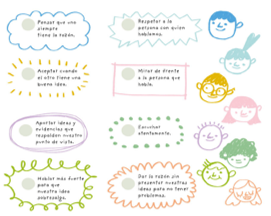 Pensar que uno
siempre
tiene la razón.
Respetar a la
persona con quien
hablamos.
Aceptar cuando
el otro tiene una
buena idea.
Mirar de frente
a la persona que
habla.
Aportar ideas y
evidencias que
respalden nuestro
punto de vista.
Escuchar
atentamente.
Hablar más fuerte
para que
nuestra idea
sobresalga.
Dar la razón sin
presentar nuestras
ideas para no tener
problemas.